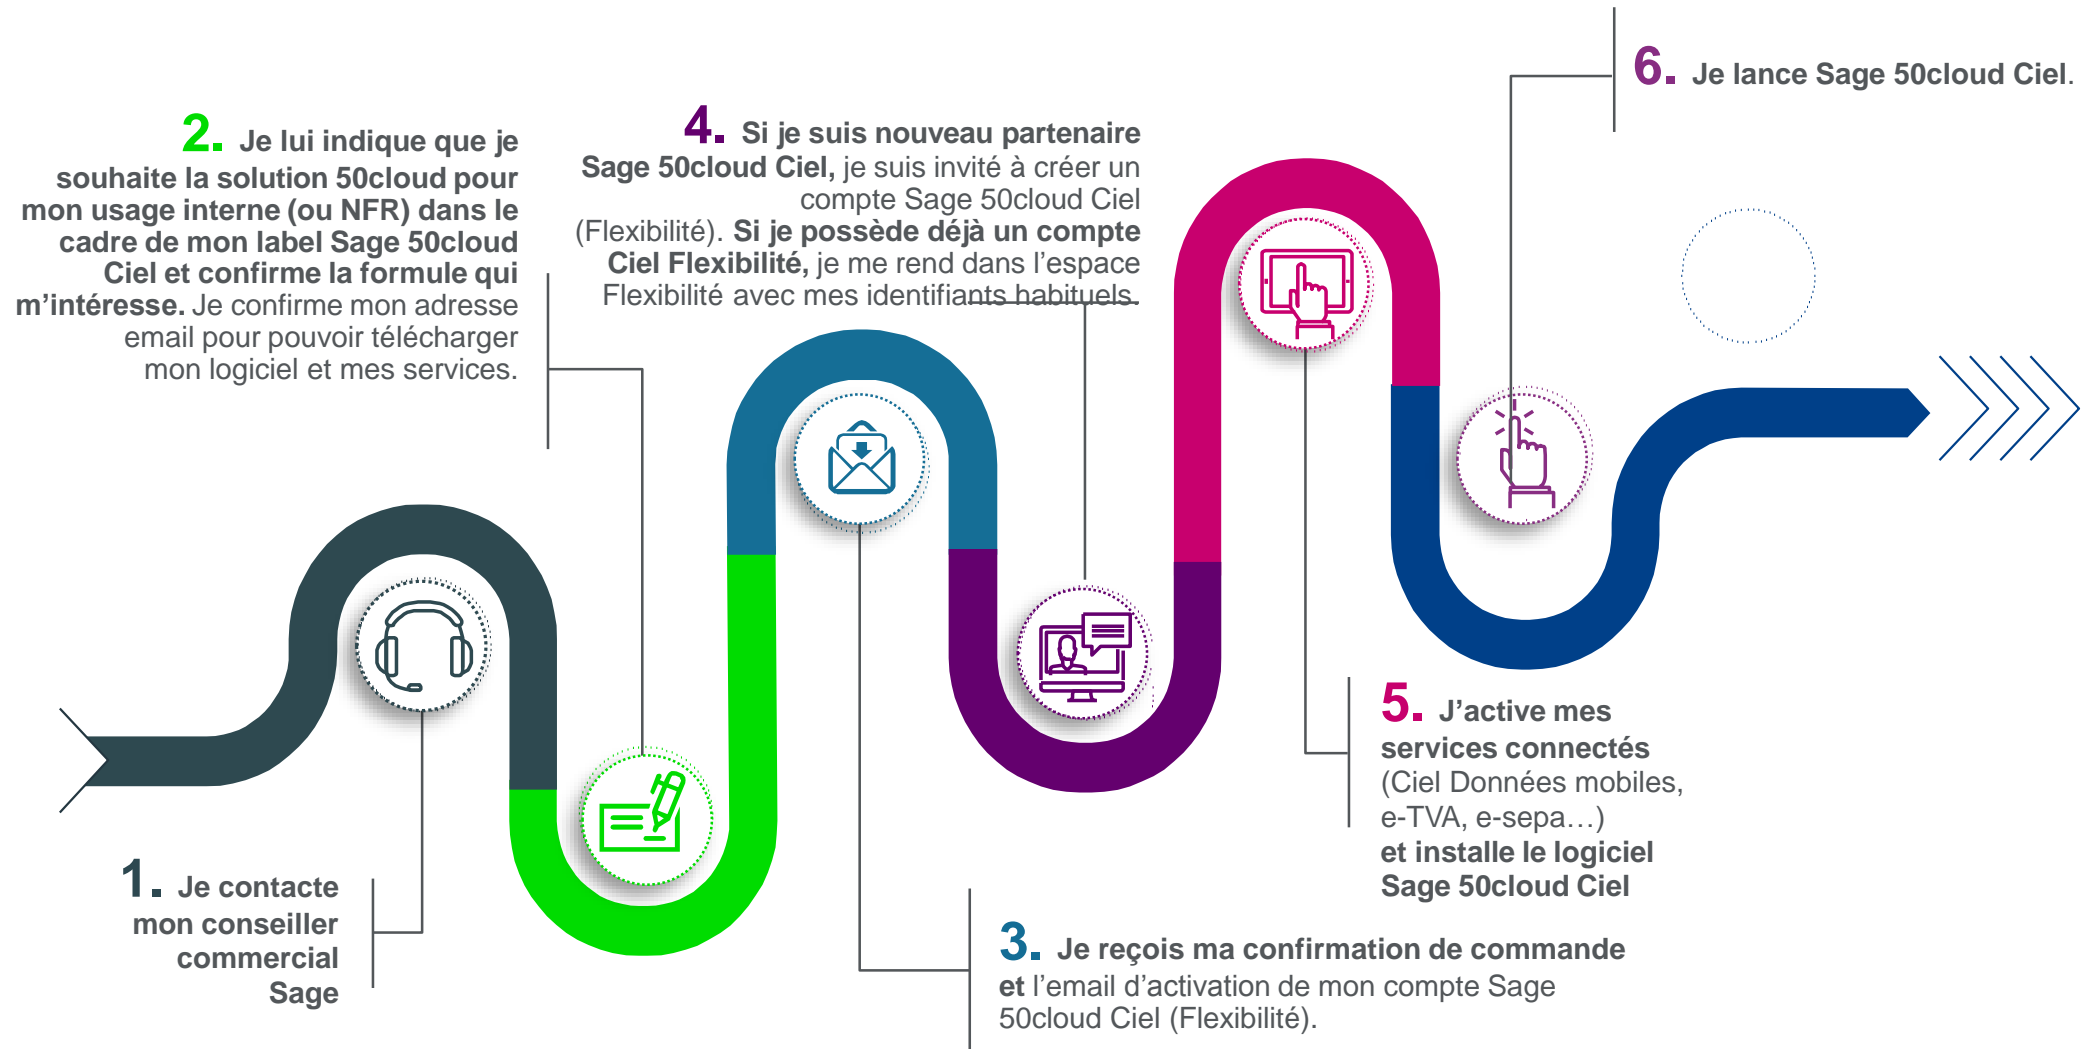 1. Je contacte
mon conseiller
commercial
Sage
2. Je lui indique que je
souhaite la solution 50cloud pour
mon usage interne (ou NFR) dans le
cadre de mon label Sage 50cloud
Ciel et confirme la formule qui
m’intéresse. Je confirme mon adresse
email pour pouvoir télécharger
mon logiciel et mes services.
3. Je reçois ma confirmation de commande
et l’email d’activation de mon compte Sage
50cloud Ciel (Flexibilité).
4. Si je suis nouveau partenaire
Sage 50cloud Ciel, je suis invité à créer un
compte Sage 50cloud Ciel
(Flexibilité). Si je possède déjà un compte
Ciel Flexibilité, je me rend dans l’espace
Flexibilité avec mes identifiants habituels.
5. J’active mes
services connectés
(Ciel Données mobiles,
e-TVA, e-sepa…)
et installe le logiciel
Sage 50cloud Ciel
6. Je lance Sage 50cloud Ciel.